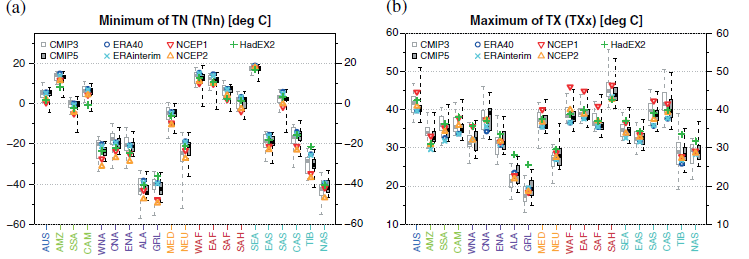 (a)
Minimum of TN (TNn) [deg C]
CMIP3 ERA40 NCEP1 HadEX2
CMIP5 ERAinterim NCEP2
20 20
0 0
−20 −20
−40 −40
−60 −60
AUS AMZ SSA CAM WNA CNA ENA ALA GRL MED NEU WAF EAF SAF SAH SEA EAS SAS CAS TIB NAS
(b)
Maximum of TX (TXx) [deg C]
CMIP3 ERA40 NCEP1 HadEX2
CMIP5 ERAinterim NCEP2
60 60
50 50
40 40
30 30
20 20
10 10
AUS AMZ SSA CAM WNA CNA ENA ALA GRL MED NEU WAF EAF SAF SAH SEA EAS SAS CAS TIB NAS